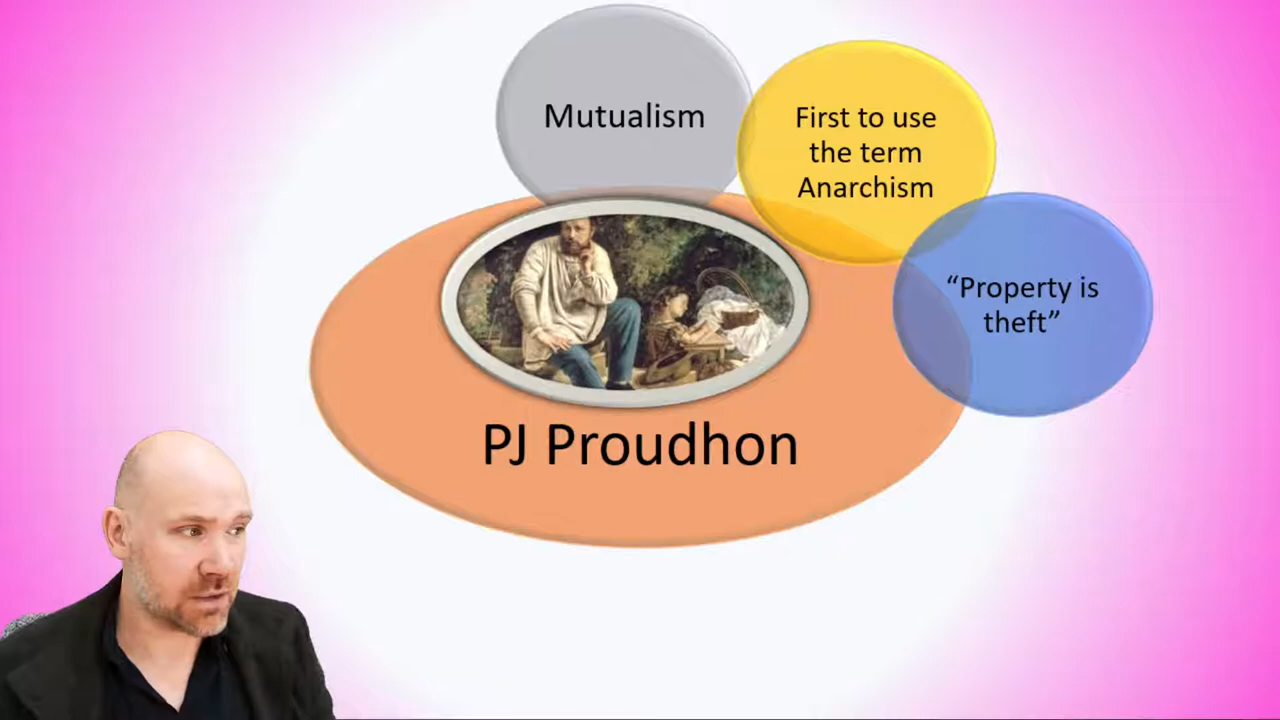 Mutualism
First to use
the term
Anarchism
“Property is
theft”
PJ Proudhon